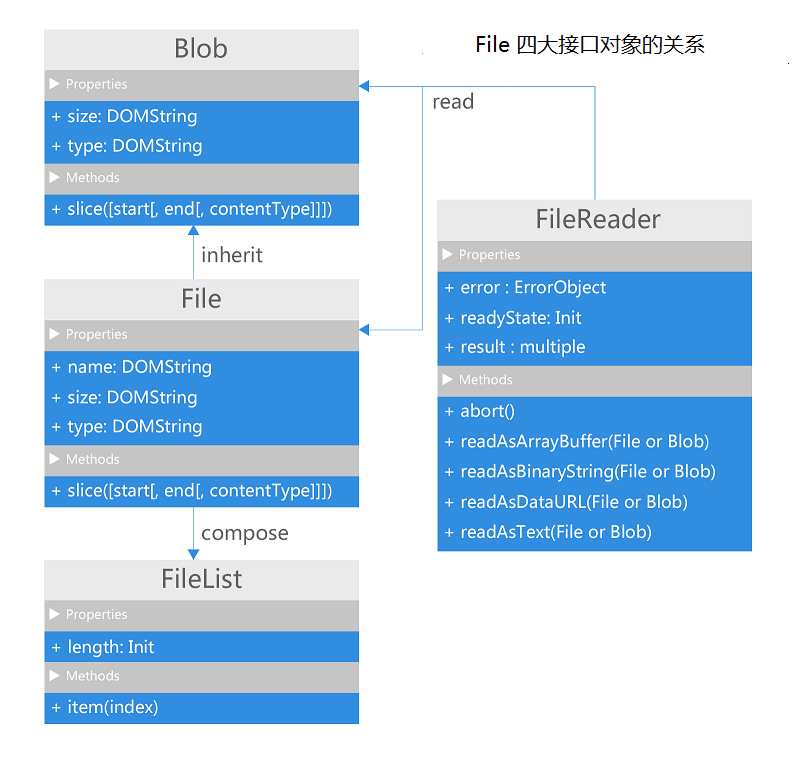 File 四大接口对象的关系
Blob
Properties
+ size: DOMString
+ type: DOMString
Methods
+ slice([start[, end[, contentType]]])
inherit
File
Properties
+ name: DOMString
+ size: DOMString
+ type: DOMString
Methods
+ slice([start[, end[, contentType]]])
compose
FileList
Properties
+ length: Init
Methods
+ item(index)
read
FileReader
Properties
+ error : ErrorObject
+ readyState: Init
+ result : multiple
Methods
+ abort()
+ readAsArrayBuffer(File or Blob)
+ readAsBinaryString(File or Blob)
+ readAsDataURL(File or Blob)
+ readAsText(File or Blob)